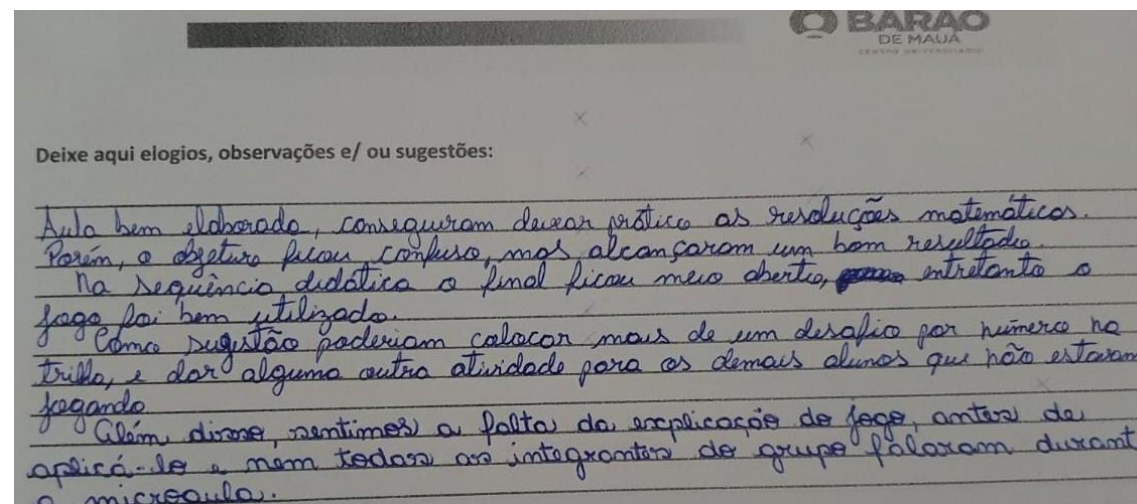 BARÃO
DE MAUÁ
CENTRO UNIVERSITÁRIO
Deixe aqui elogios, observações e/ ou sugestões:
Aula bem elaborada, conseguiram deixar prático as resoluções matemáticas.
Porém, o objetivo ficou confuso, mas alcançaram um bom resultado.
Na sequência didática o final ficou meio aberto, entretanto o
jogo foi bem utilizado.
Como sugestão poderiam colocar mais de um desafio por número na
trilha, e dar alguma outra atividade para os demais alunos que não estavam
jogando
Além disso, sentimos a falta da explicação do jogo, antes de
aplicá-lo e nem todos os integrantes do grupo falaram durant
a microaula.